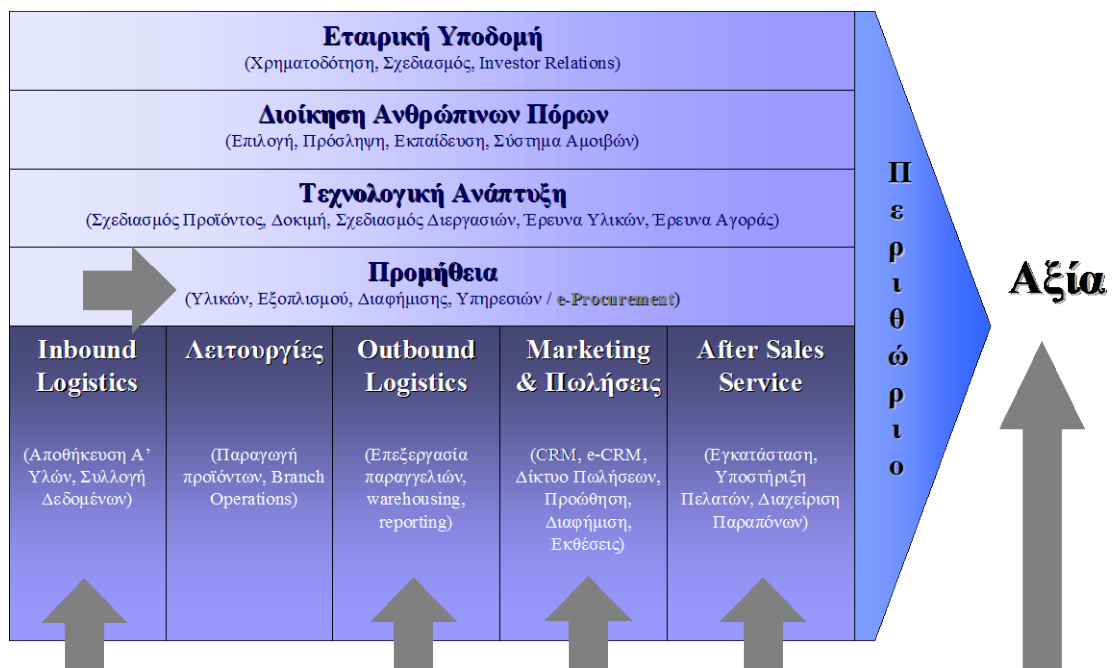 Εταιρική Υποδομή
(Χρηματοδότηση, Σχεδιασμός, Investor Relations)
Διοίκηση Ανθρώπινων Πόρων
(Επιλογή, Πρόσληψη, Εκπαίδευση, Σύστημα Αμοιβών)
Τεχνολογική Ανάπτυξη
(Σχεδιασμός Προϊόντος, Δοκιμή, Σχεδιασμός Διεργασιών, Έρευνα Υλικών, Έρευνα Αγοράς)
Προμήθεια
(Υλικών, Εξοπλισμού, Διαφήμισης, Υπηρεσιών / e-Procurement)
Inbound
Logistics
(Αποθήκευση Α’
Υλών, Συλλογή
Δεδομένων)
Λειτουργίες
(Παραγωγή
προϊόντων, Branch
Operations)
Outbound
Logistics
(Επεξεργασία
παραγγελιών,
warehousing,
reporting)
Marketing
& Πωλήσεις
(CRM, e-CRM,
Δίκτυο Πωλήσεων,
Προώθηση,
Διαφήμιση,
Εκθέσεις)
After Sales
Service
(Εγκατάσταση,
Υποστήριξη
Πελατών, Διαχείριση
Παραπόνων)
Περιθώριο
Αξία